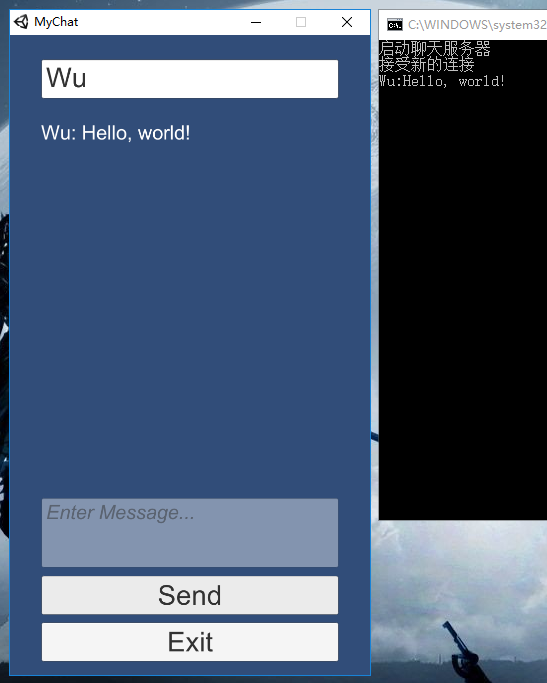 MyChat
Wu
Wu: Hello, world!
Enter Message...
Send
Exit
C:\WINDOWS\system32
启动聊天服务器
接受新的连接
Wu:Hello, world!